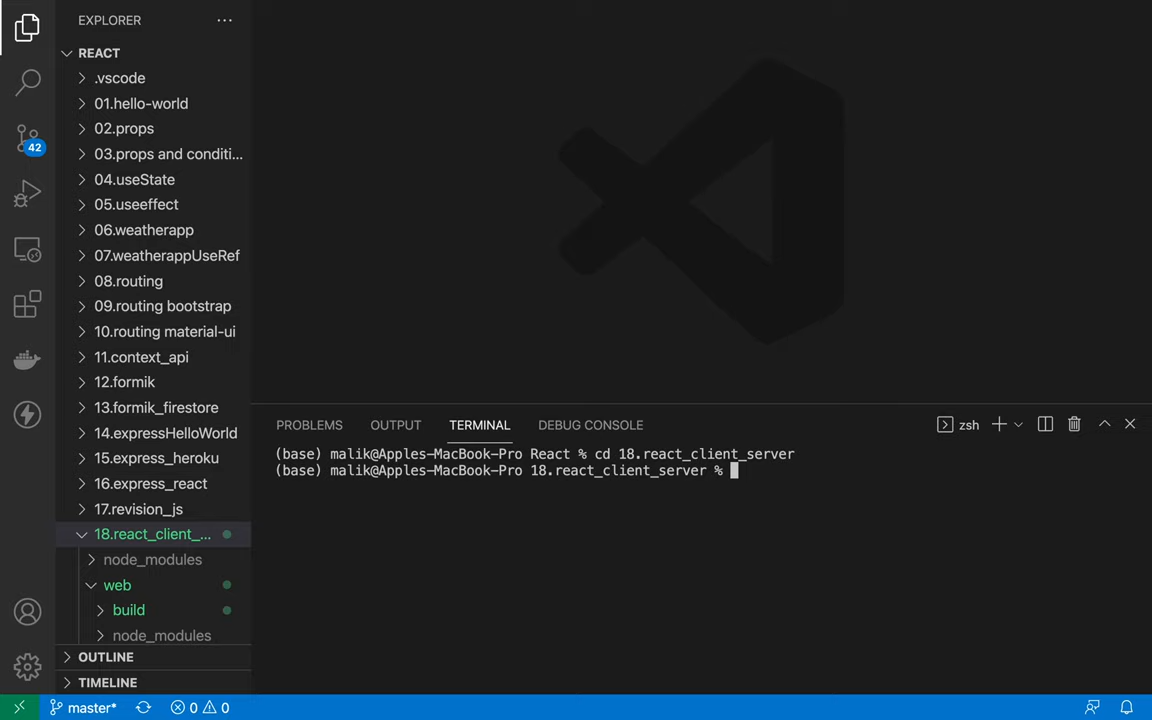 EXPLORER ...
REACT
.vscode
01.hello-world
02.props
03.props and conditi...
04.useState
05.useeffect
06.weatherapp
07.weatherappUseRef
08.routing
09.routing bootstrap
10.routing material-ui
11.context_api
12.formik
13.formik_firestore
14.expressHelloWorld
15.express_heroku
16.express_react
17.revision_js
18.react_client_...
node_modules
web
build
node_modules
OUTLINE
TIMELINE
42
PROBLEMS OUTPUT TERMINAL DEBUG CONSOLE zsh
(base) malik@Apples-MacBook-Pro React % cd 18.react_client_server
(base) malik@Apples-MacBook-Pro 18.react_client_server %
master* 0 0